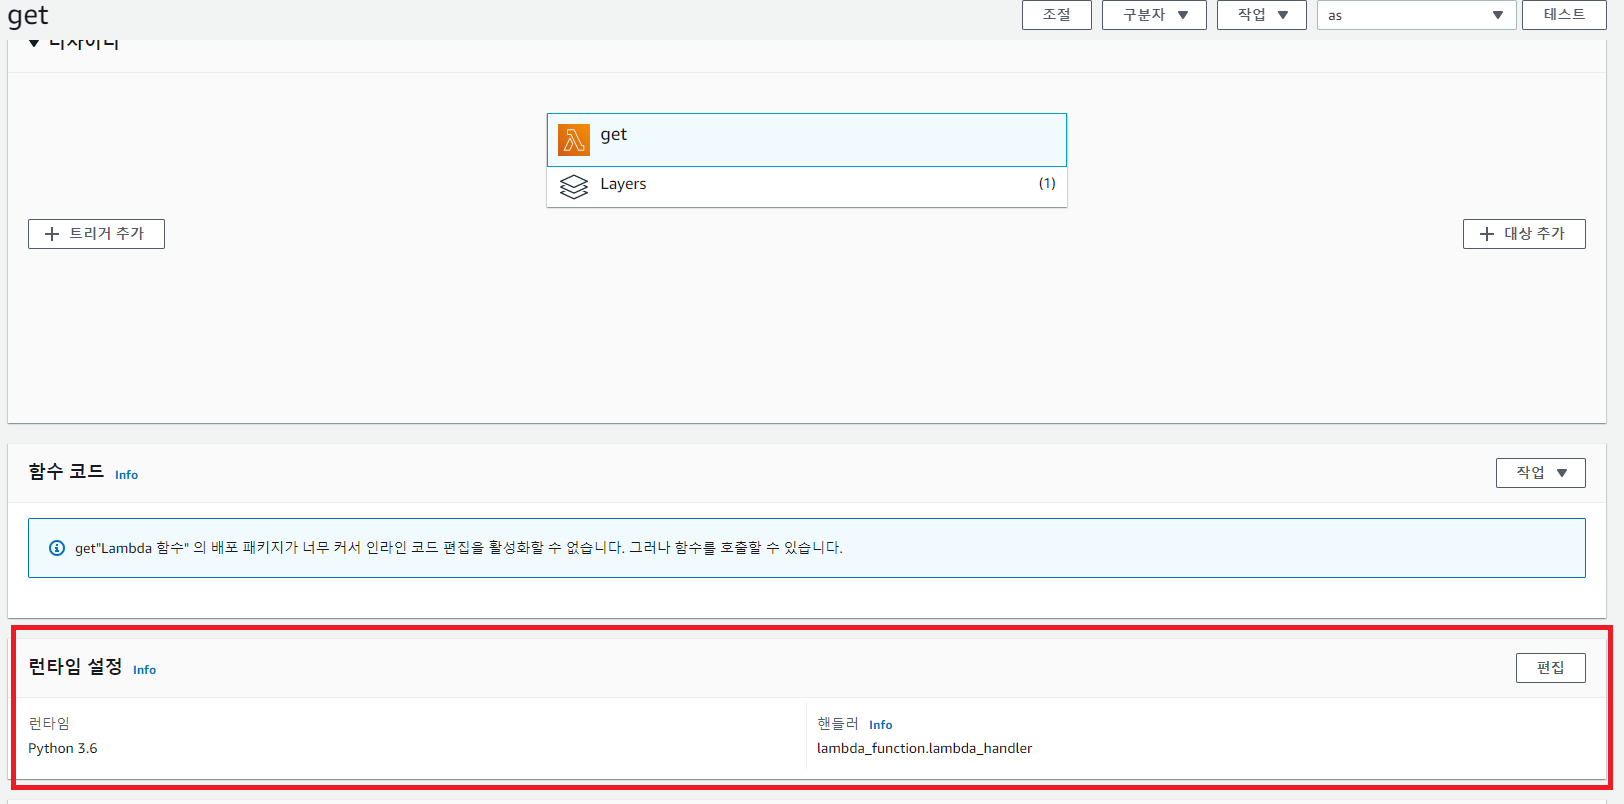 get
조절
구분자
작업
as
테스트
디자이너
get
Layers
(1)
트리거 추가
대상 추가
함수 코드 Info
작업
get"Lambda 함수" 의 배포 패키지가 너무 커서 인라인 코드 편집을 활성화할 수 없습니다. 그러나 함수를 호출할 수 있습니다.
런타임 설정 Info
편집
런타임
Python 3.6
핸들러 Info
lambda_function.lambda_handler